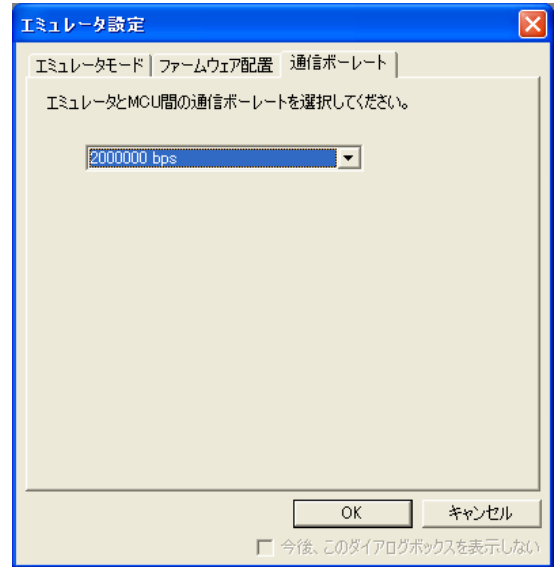 エミュレータ設定
エミュレータモード ファームウェア配置 通信ボーレート
エミュレータとMCU間の通信ボーレートを選択してください。
2000000 bps
OK キャンセル
今後、このダイアログボックスを表示しない